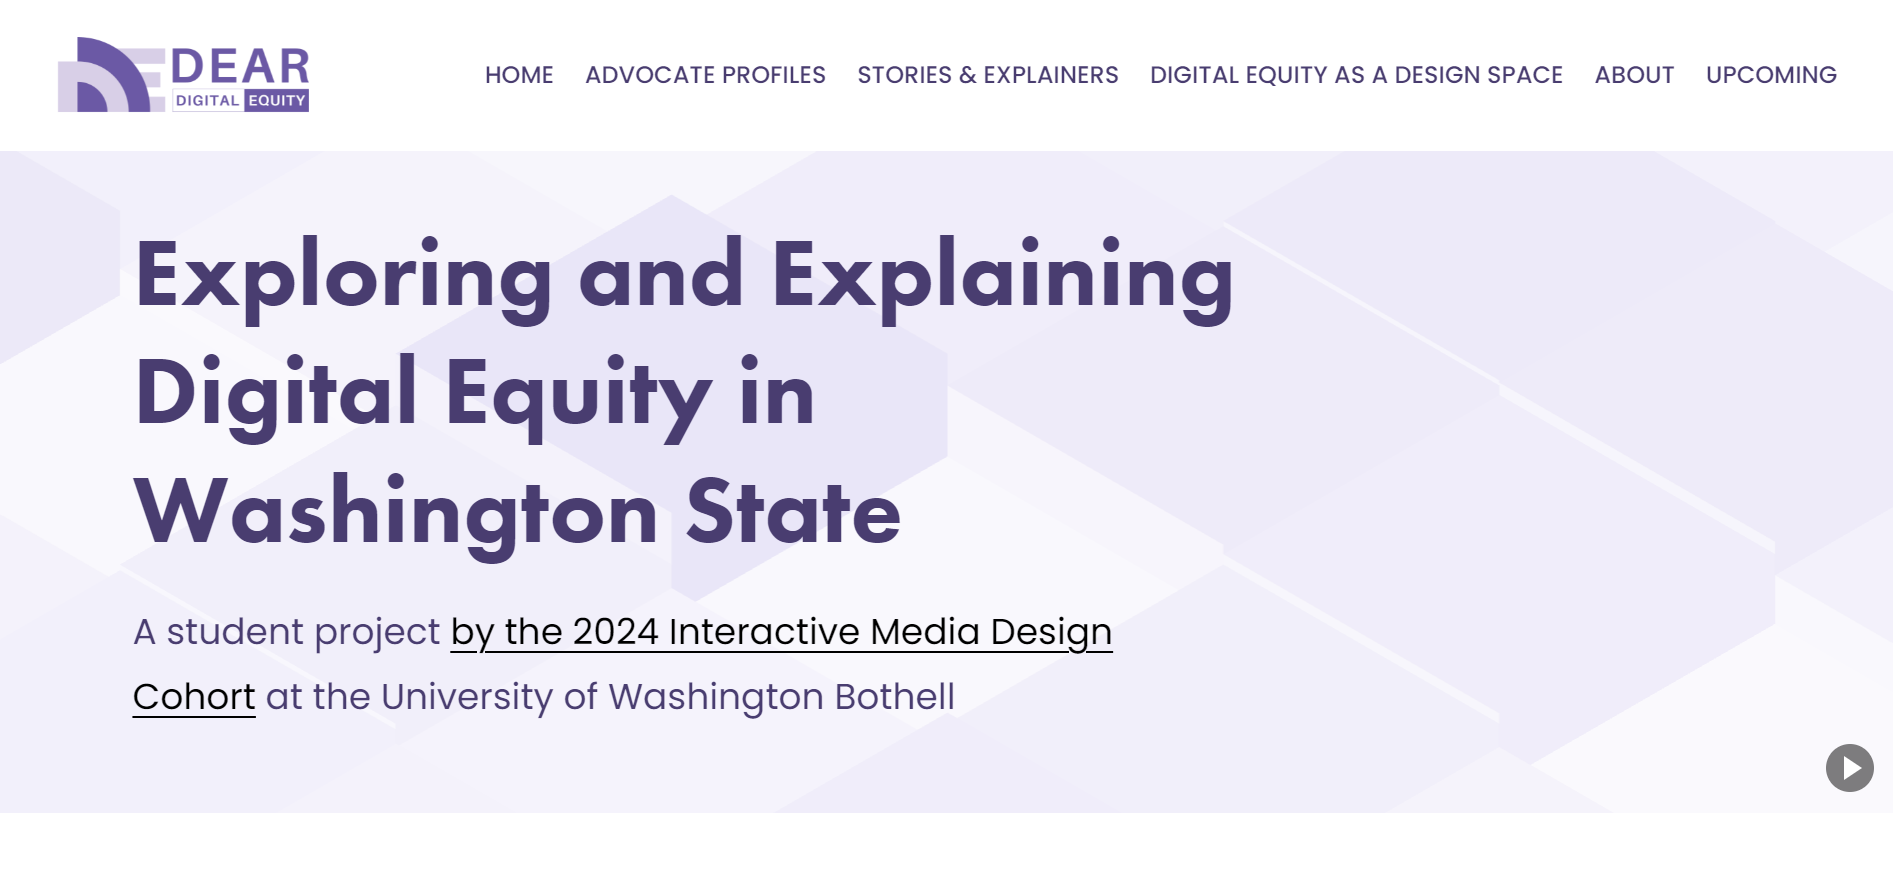 DEAR
DIGITAL EQUITY
HOME ADVOCATE PROFILES STORIES & EXPLAINERS DIGITAL EQUITY AS A DESIGN SPACE ABOUT UPCOMING
Exploring and Explaining
Digital Equity in
Washington State
A student project by the 2024 Interactive Media Design
Cohort at the University of Washington Bothell